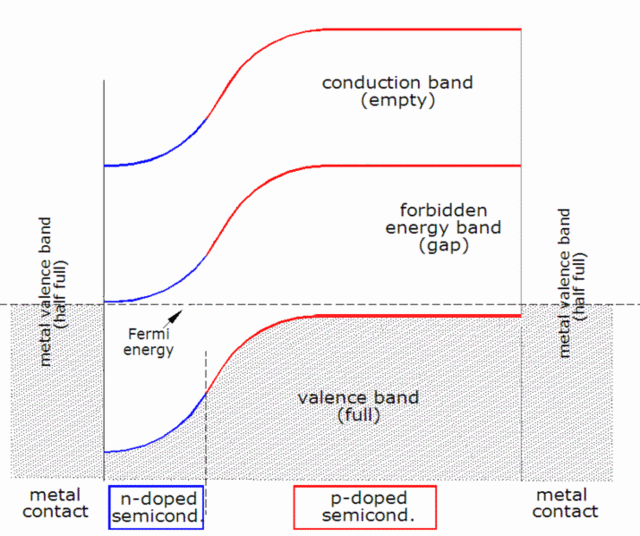 conduction band
(empty)
forbidden
energy band
(gap)
metal valence band
(half full)
metal valence band
(half full)
Fermi
energy
valence band
(full)
metal
contact
n-doped
semicond.
p-doped
semicond.
metal
contact